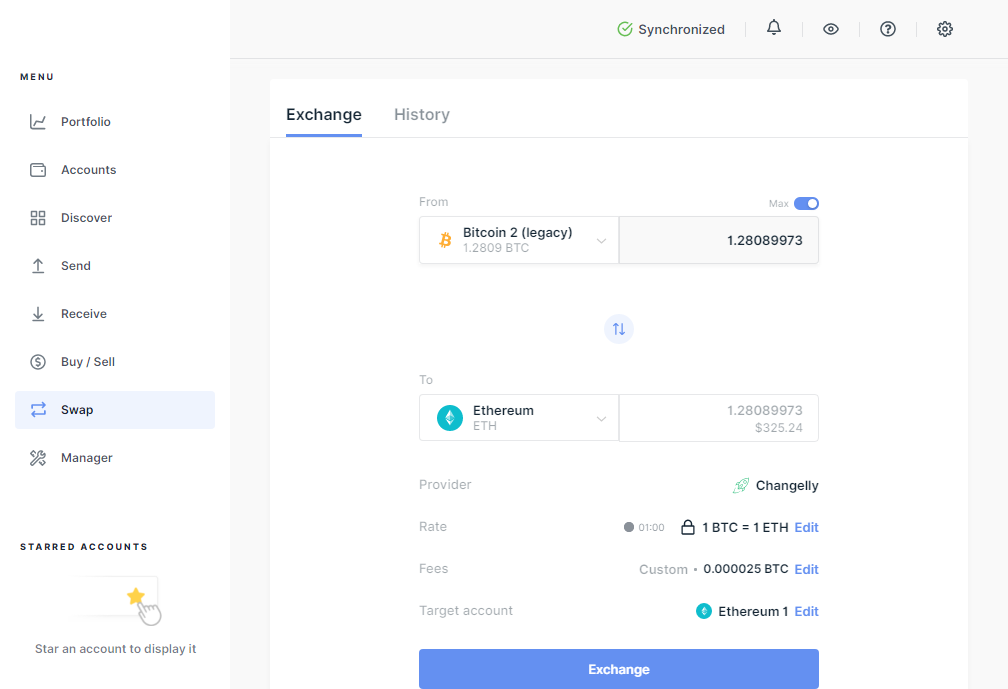 Synchronized
MENU
Portfolio
Accounts
Discover
Send
Receive
Buy / Sell
Swap
Manager
STARRED ACCOUNTS
Star an account to display it
Exchange History
From Max
Bitcoin 2 (legacy)
1.2809 BTC
1.28089973
To
Ethereum
ETH
1.28089973
$325.24
Provider Changelly
Rate 01:00 1 BTC = 1 ETH Edit
Fees Custom • 0.000025 BTC Edit
Target account Ethereum 1 Edit
Exchange